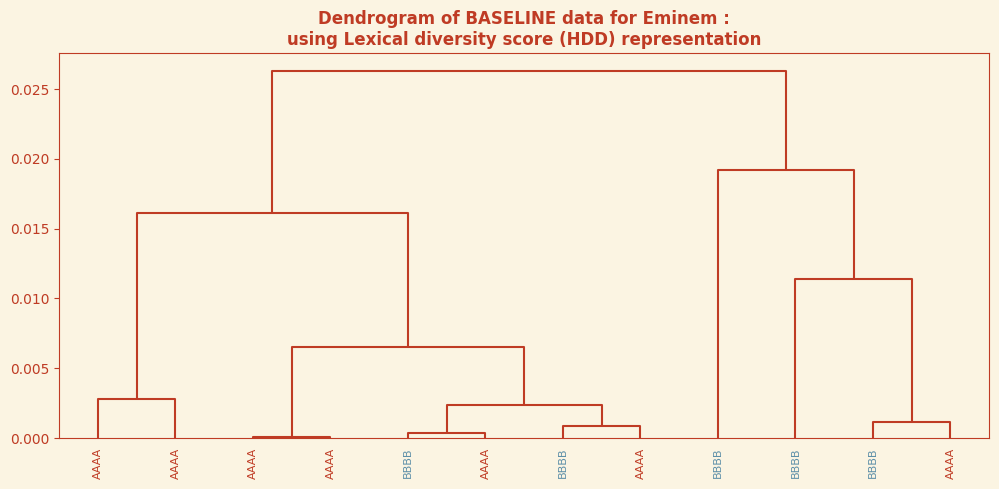 Dendrogram of BASELINE data for Eminem :
using Lexical diversity score (HDD) representation
0.025
0.020
0.015
0.010
0.005
0.000
AAAA
AAAA
AAAA
AAAA
BBBB
AAAA
BBBB
AAAA
BBBB
BBBB
BBBB
AAAA